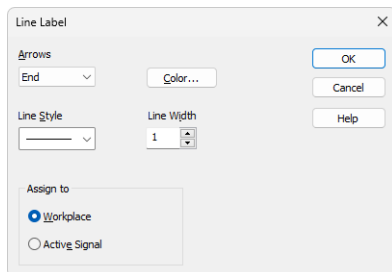 Line Label
Arrows
End
Color...
OK
Cancel
Help
Line Style
Line Width
1
Assign to
Workplace
Active Signal